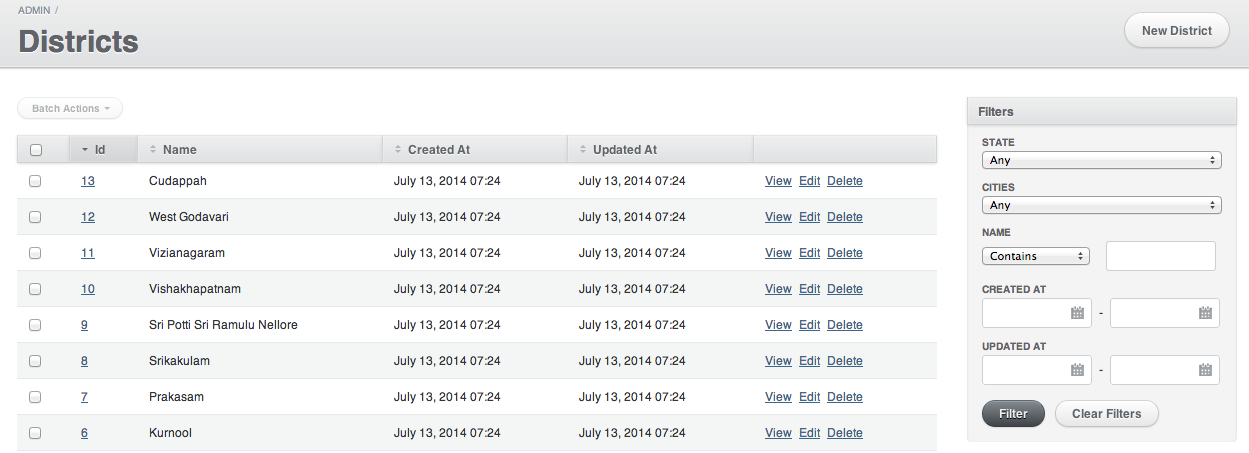 ADMIN /
Districts
New District
Batch Actions
Id Name Created At Updated At
13 Cudappah July 13, 2014 07:24 July 13, 2014 07:24 View Edit Delete
12 West Godavari July 13, 2014 07:24 July 13, 2014 07:24 View Edit Delete
11 Vizianagaram July 13, 2014 07:24 July 13, 2014 07:24 View Edit Delete
10 Vishakhapatnam July 13, 2014 07:24 July 13, 2014 07:24 View Edit Delete
9 Sri Potti Sri Ramulu Nellore July 13, 2014 07:24 July 13, 2014 07:24 View Edit Delete
8 Srikakulam July 13, 2014 07:24 July 13, 2014 07:24 View Edit Delete
7 Prakasam July 13, 2014 07:24 July 13, 2014 07:24 View Edit Delete
6 Kurnool July 13, 2014 07:24 July 13, 2014 07:24 View Edit Delete
Filters
STATE
Any
CITIES
Any
NAME
Contains
CREATED AT
-
UPDATED AT
-
Filter Clear Filters